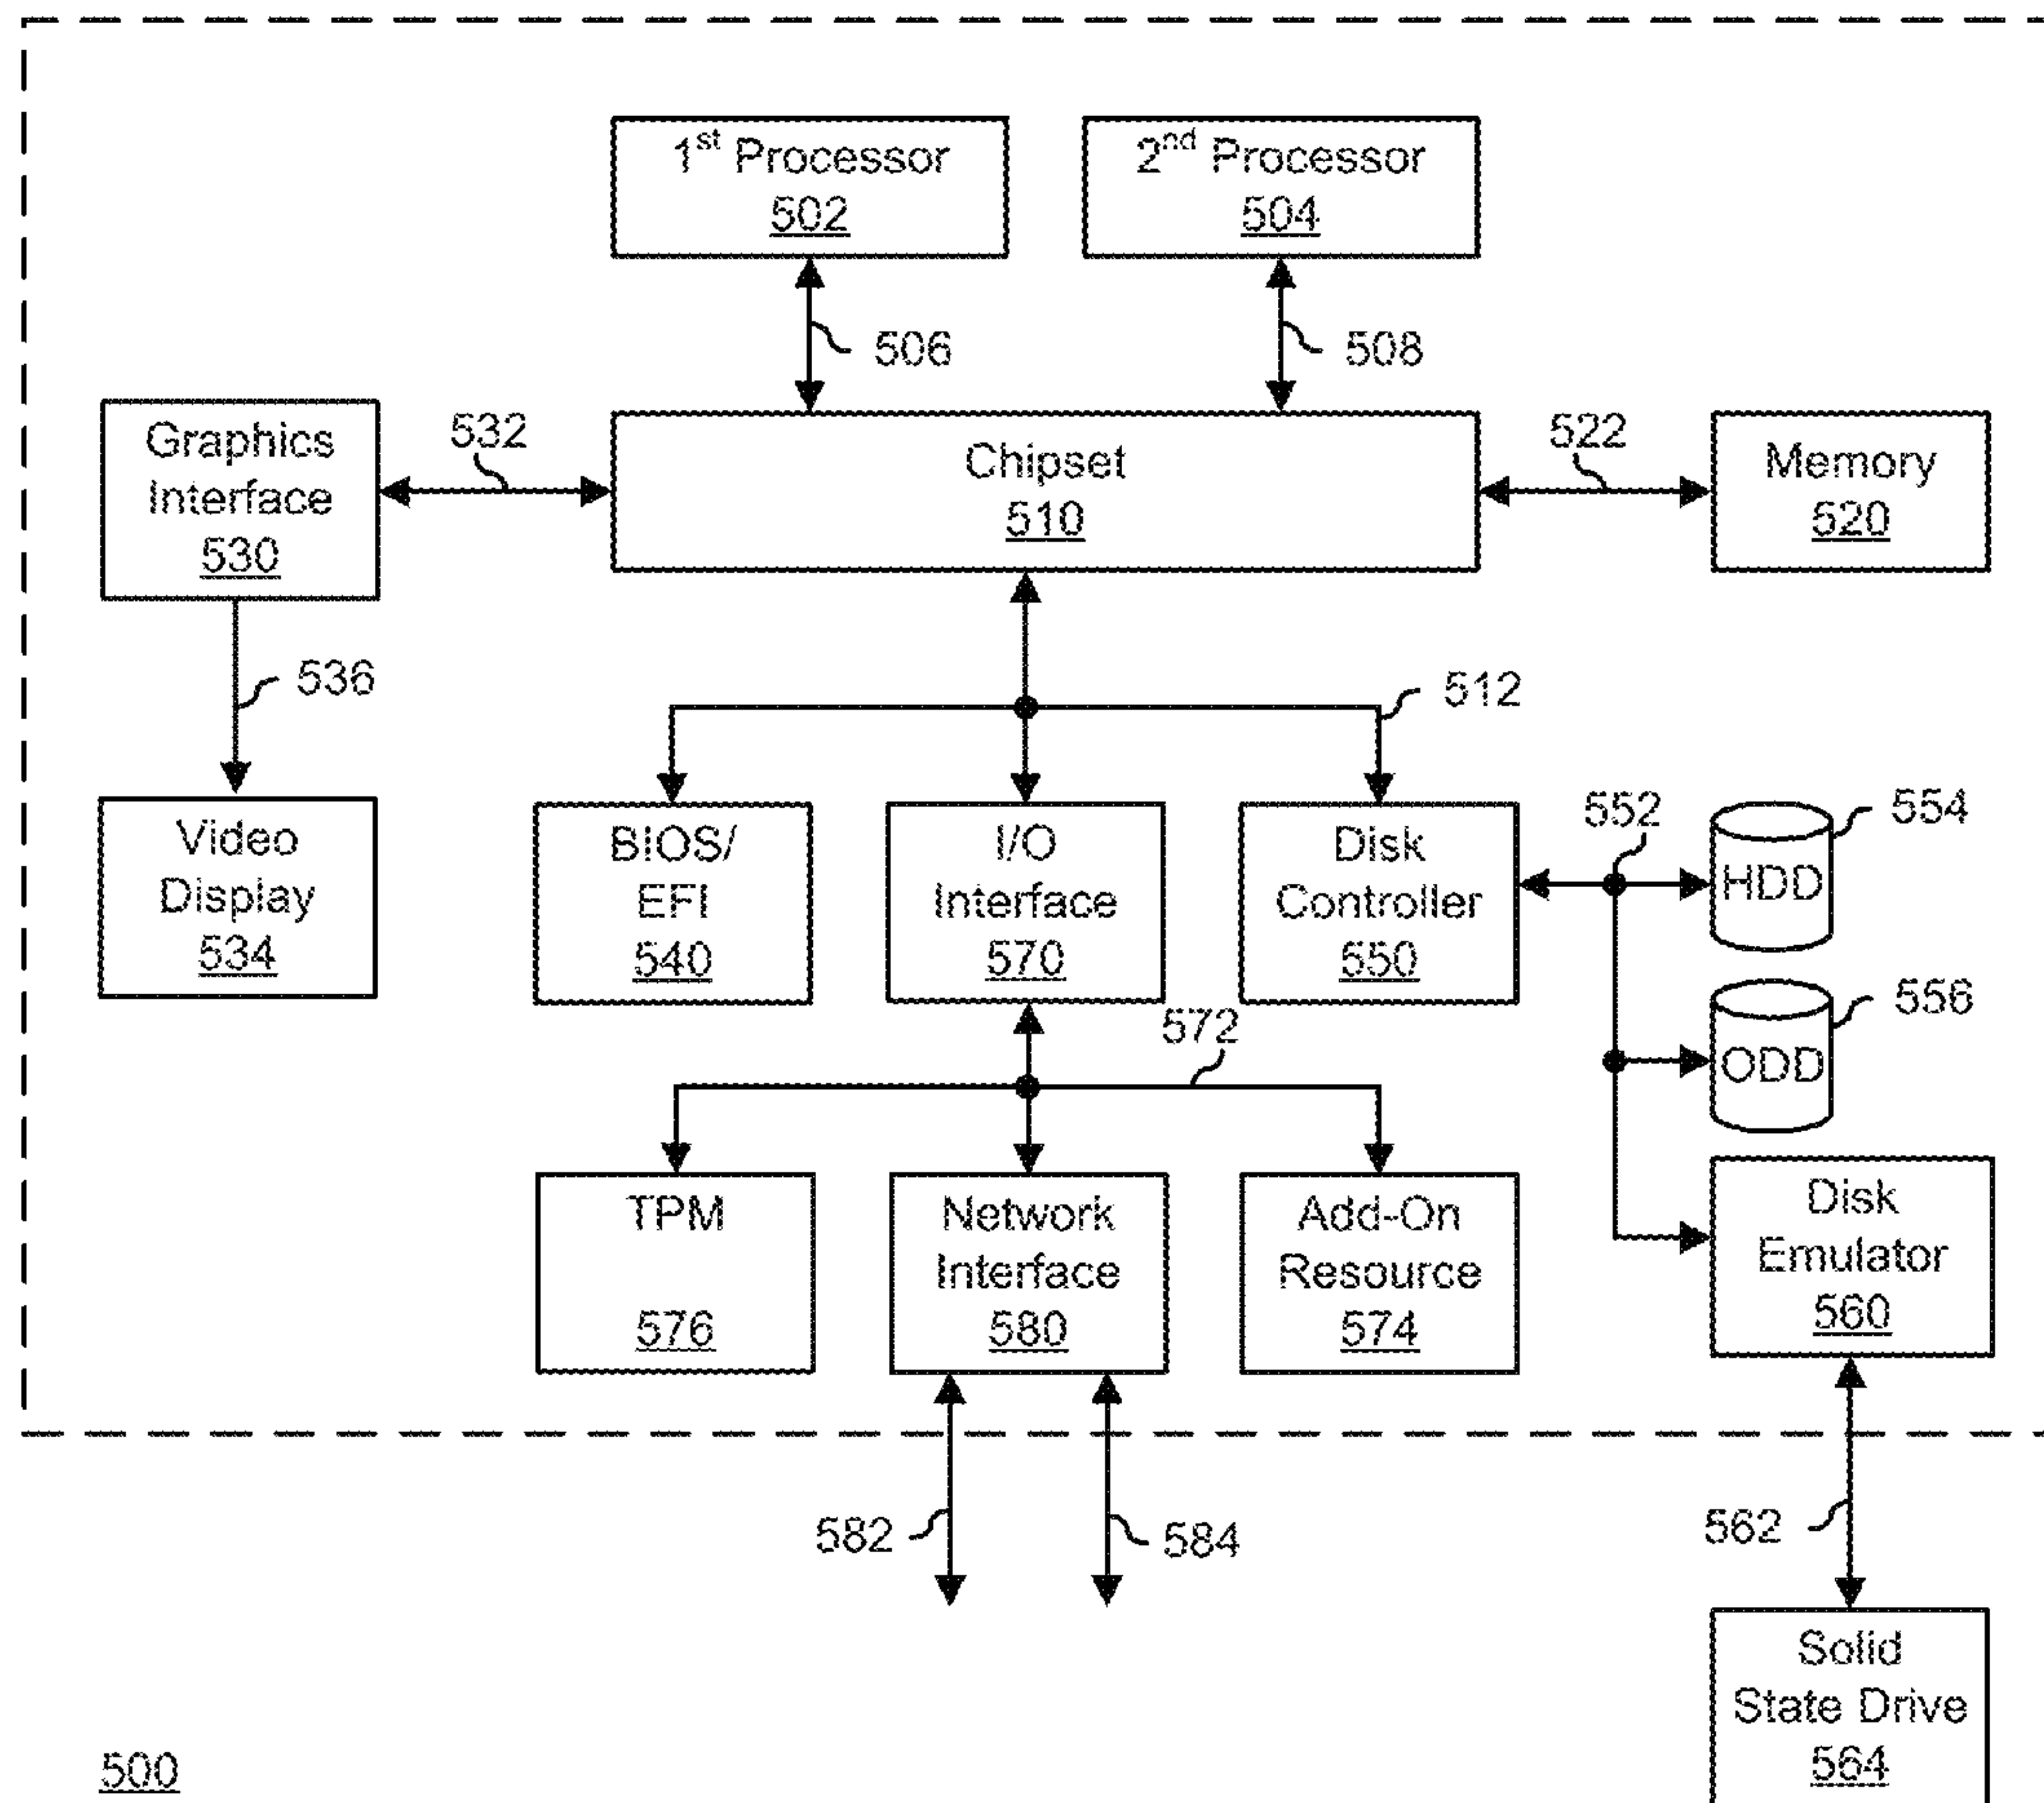 1st Processor
502
2nd Processor
504
506
508
Graphics
Interface
530
532
Chipset
510
522
Memory
520
536
512
Video
Display
534
BIOS/
EFI
540
I/O
Interface
570
Disk
Controller
550
552
HDD
554
ODD
556
572
TPM
576
Network
Interface
580
Add-On
Resource
574
Disk
Emulator
560
582
584
562
Solid
State Drive
564
500